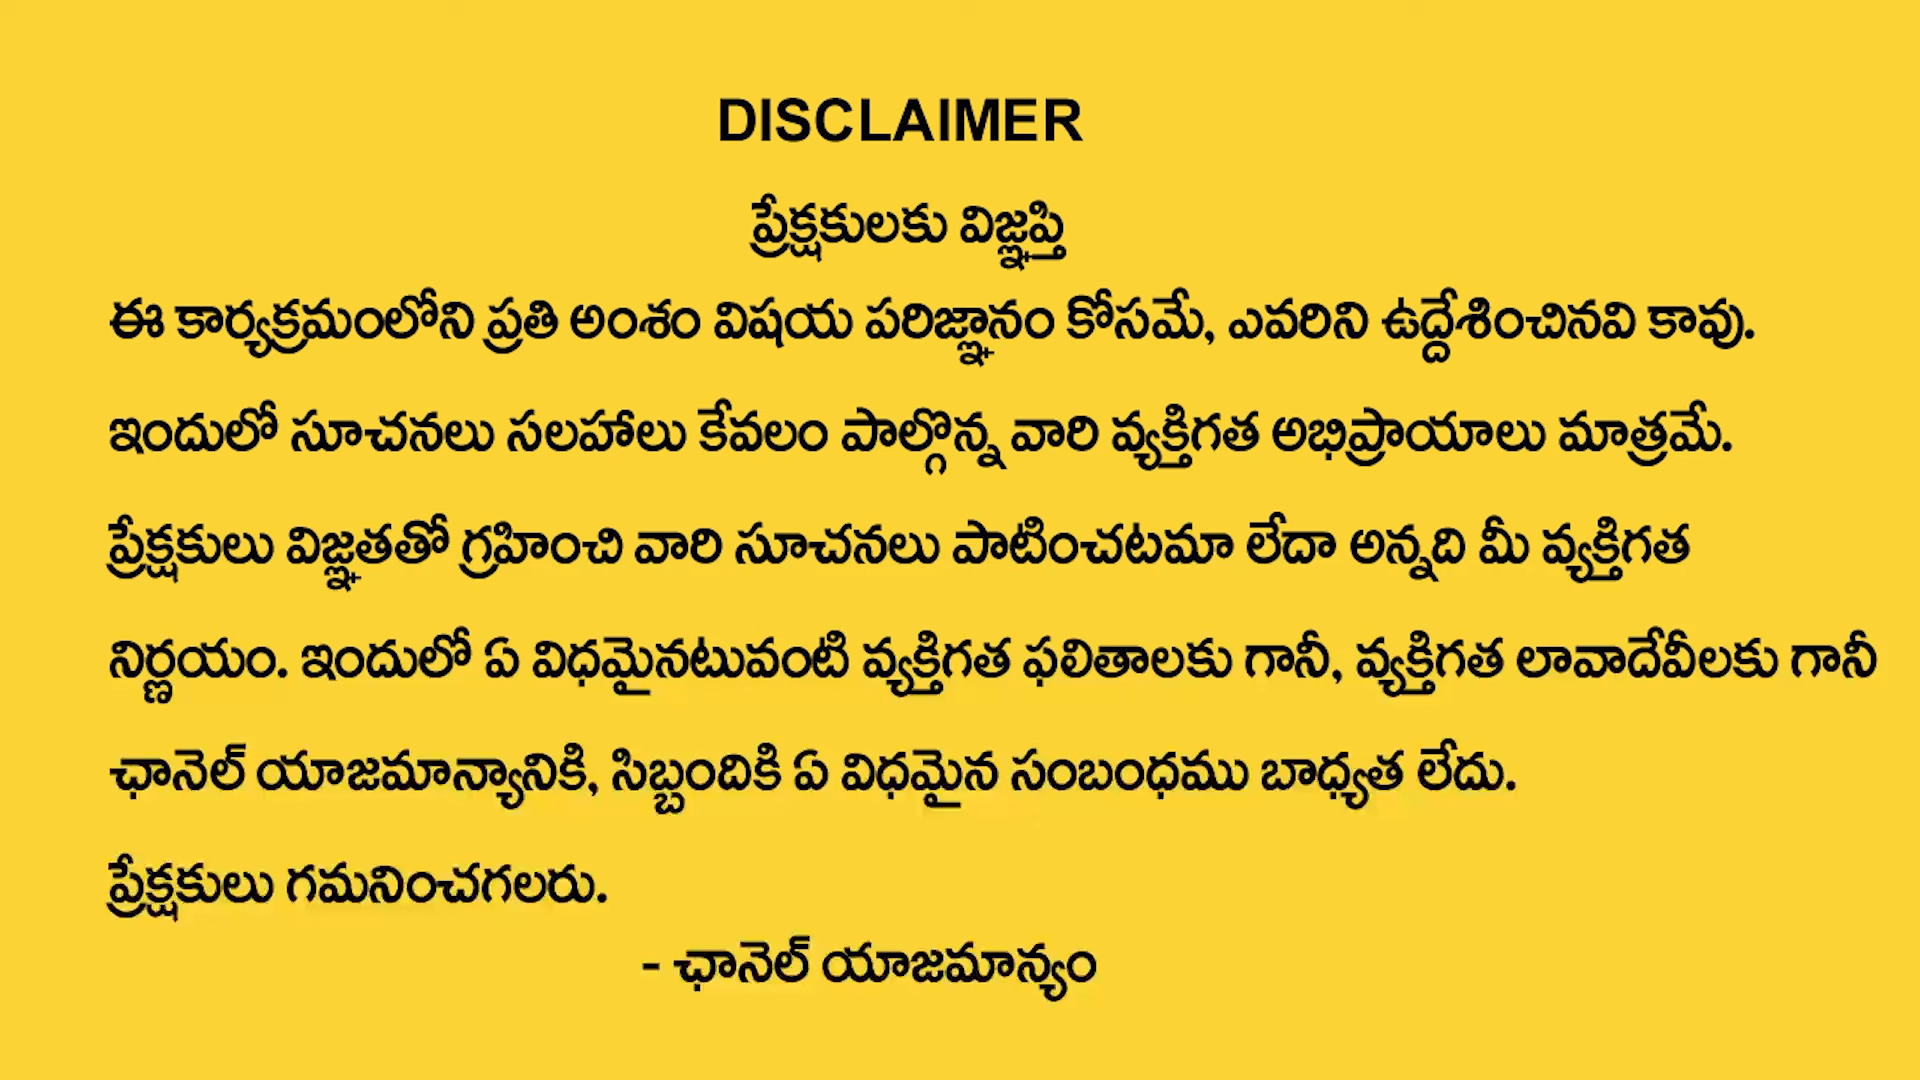 DISCLAIMER
ప్రేక్షకులకు విజ్ఞప్తి
ఈ కార్యక్రమంలోని ప్రతి అంశం విషయ పరిజ్ఞానం కోసమే, ఎవరిని ఉద్దేశించినవి కావు.
ఇందులో సూచనలు సలహాలు కేవలం పాల్గొన్న వారి వ్యక్తిగత అభిప్రాయాలు మాత్రమే.
ప్రేక్షకులు విజ్ఞతతో గ్రహించి వారి సూచనలు పాటించటమా లేదా అన్నది మీ వ్యక్తిగత
నిర్ణయం. ఇందులో ఏ విధమైనటువంటి వ్యక్తిగత ఫలితాలకు గానీ, వ్యక్తిగత లావాదేవీలకు గానీ
ఛానెల్ యాజమాన్యానికి, సిబ్బందికి ఏ విధమైన సంబంధము బాధ్యత లేదు.
ప్రేక్షకులు గమనించగలరు.
- ఛానెల్ యాజమాన్యం